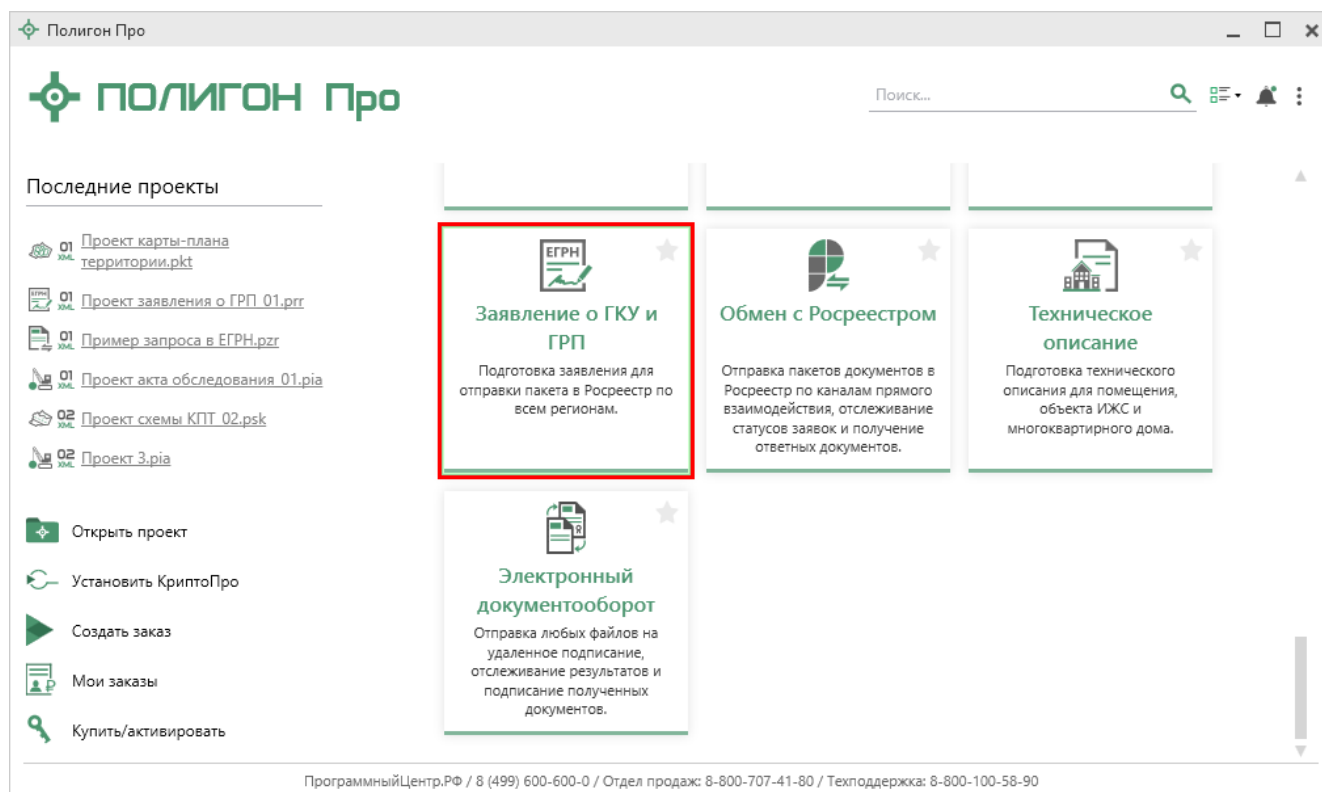 Полигон Про
ПОЛИГОН Про
Поиск...
Последние проекты
01 XML Проект карты-плана
территории.pkt
01 XML Проект заявления о ГРП_01.prr
01 XML Пример запроса в ЕГРН.pzr
01 XML Проект акта обследования_01.pia
02 XML Проект схемы КПТ_02.psk
02 XML Проект 3.pia
Открыть проект
Установить КриптоПро
Создать заказ
Мои заказы
Купить/активировать
ЕГРН
Заявление о ГКУ и
ГРП
Подготовка заявления для
отправки пакета в Росреестр по
всем регионам.
Обмен с Росреестром
Отправка пакетов документов в
Росреестр по каналам прямого
взаимодействия, отслеживание
статусов заявок и получение
ответных документов.
Техническое
описание
Подготовка технического
описания для помещения,
объекта ИЖС и
многоквартирного дома.
Электронный
документооборот
Отправка любых файлов на
удаленное подписание,
отслеживание результатов и
подписание полученных
документов.
ПрограммныйЦентр.РФ / 8 (499) 600-600-0 / Отдел продаж: 8-800-707-41-80 / Техподдержка: 8-800-100-58-90